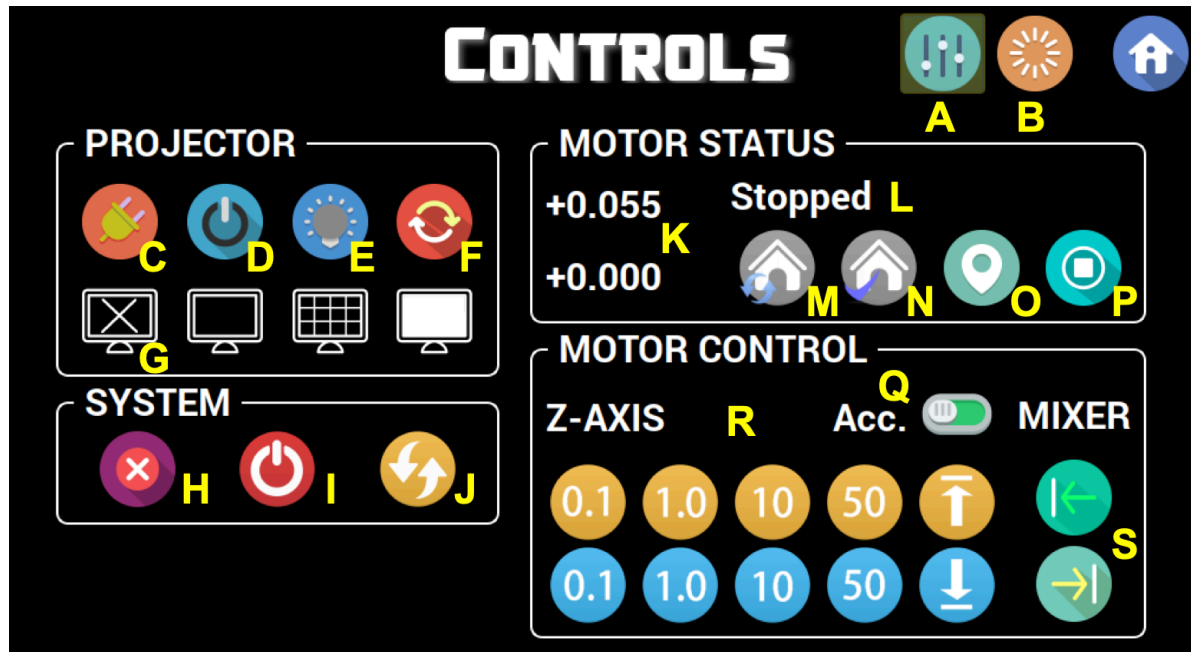 CONTROLS
A B
PROJECTOR
C D E F
G
SYSTEM
H I J
MOTOR STATUS
+0.055 Stopped L
K
+0.000
M N O P
MOTOR CONTROL
Q
Z-AXIS R Acc. MIXER
0.1 1.0 10 50
S
0.1 1.0 10 50